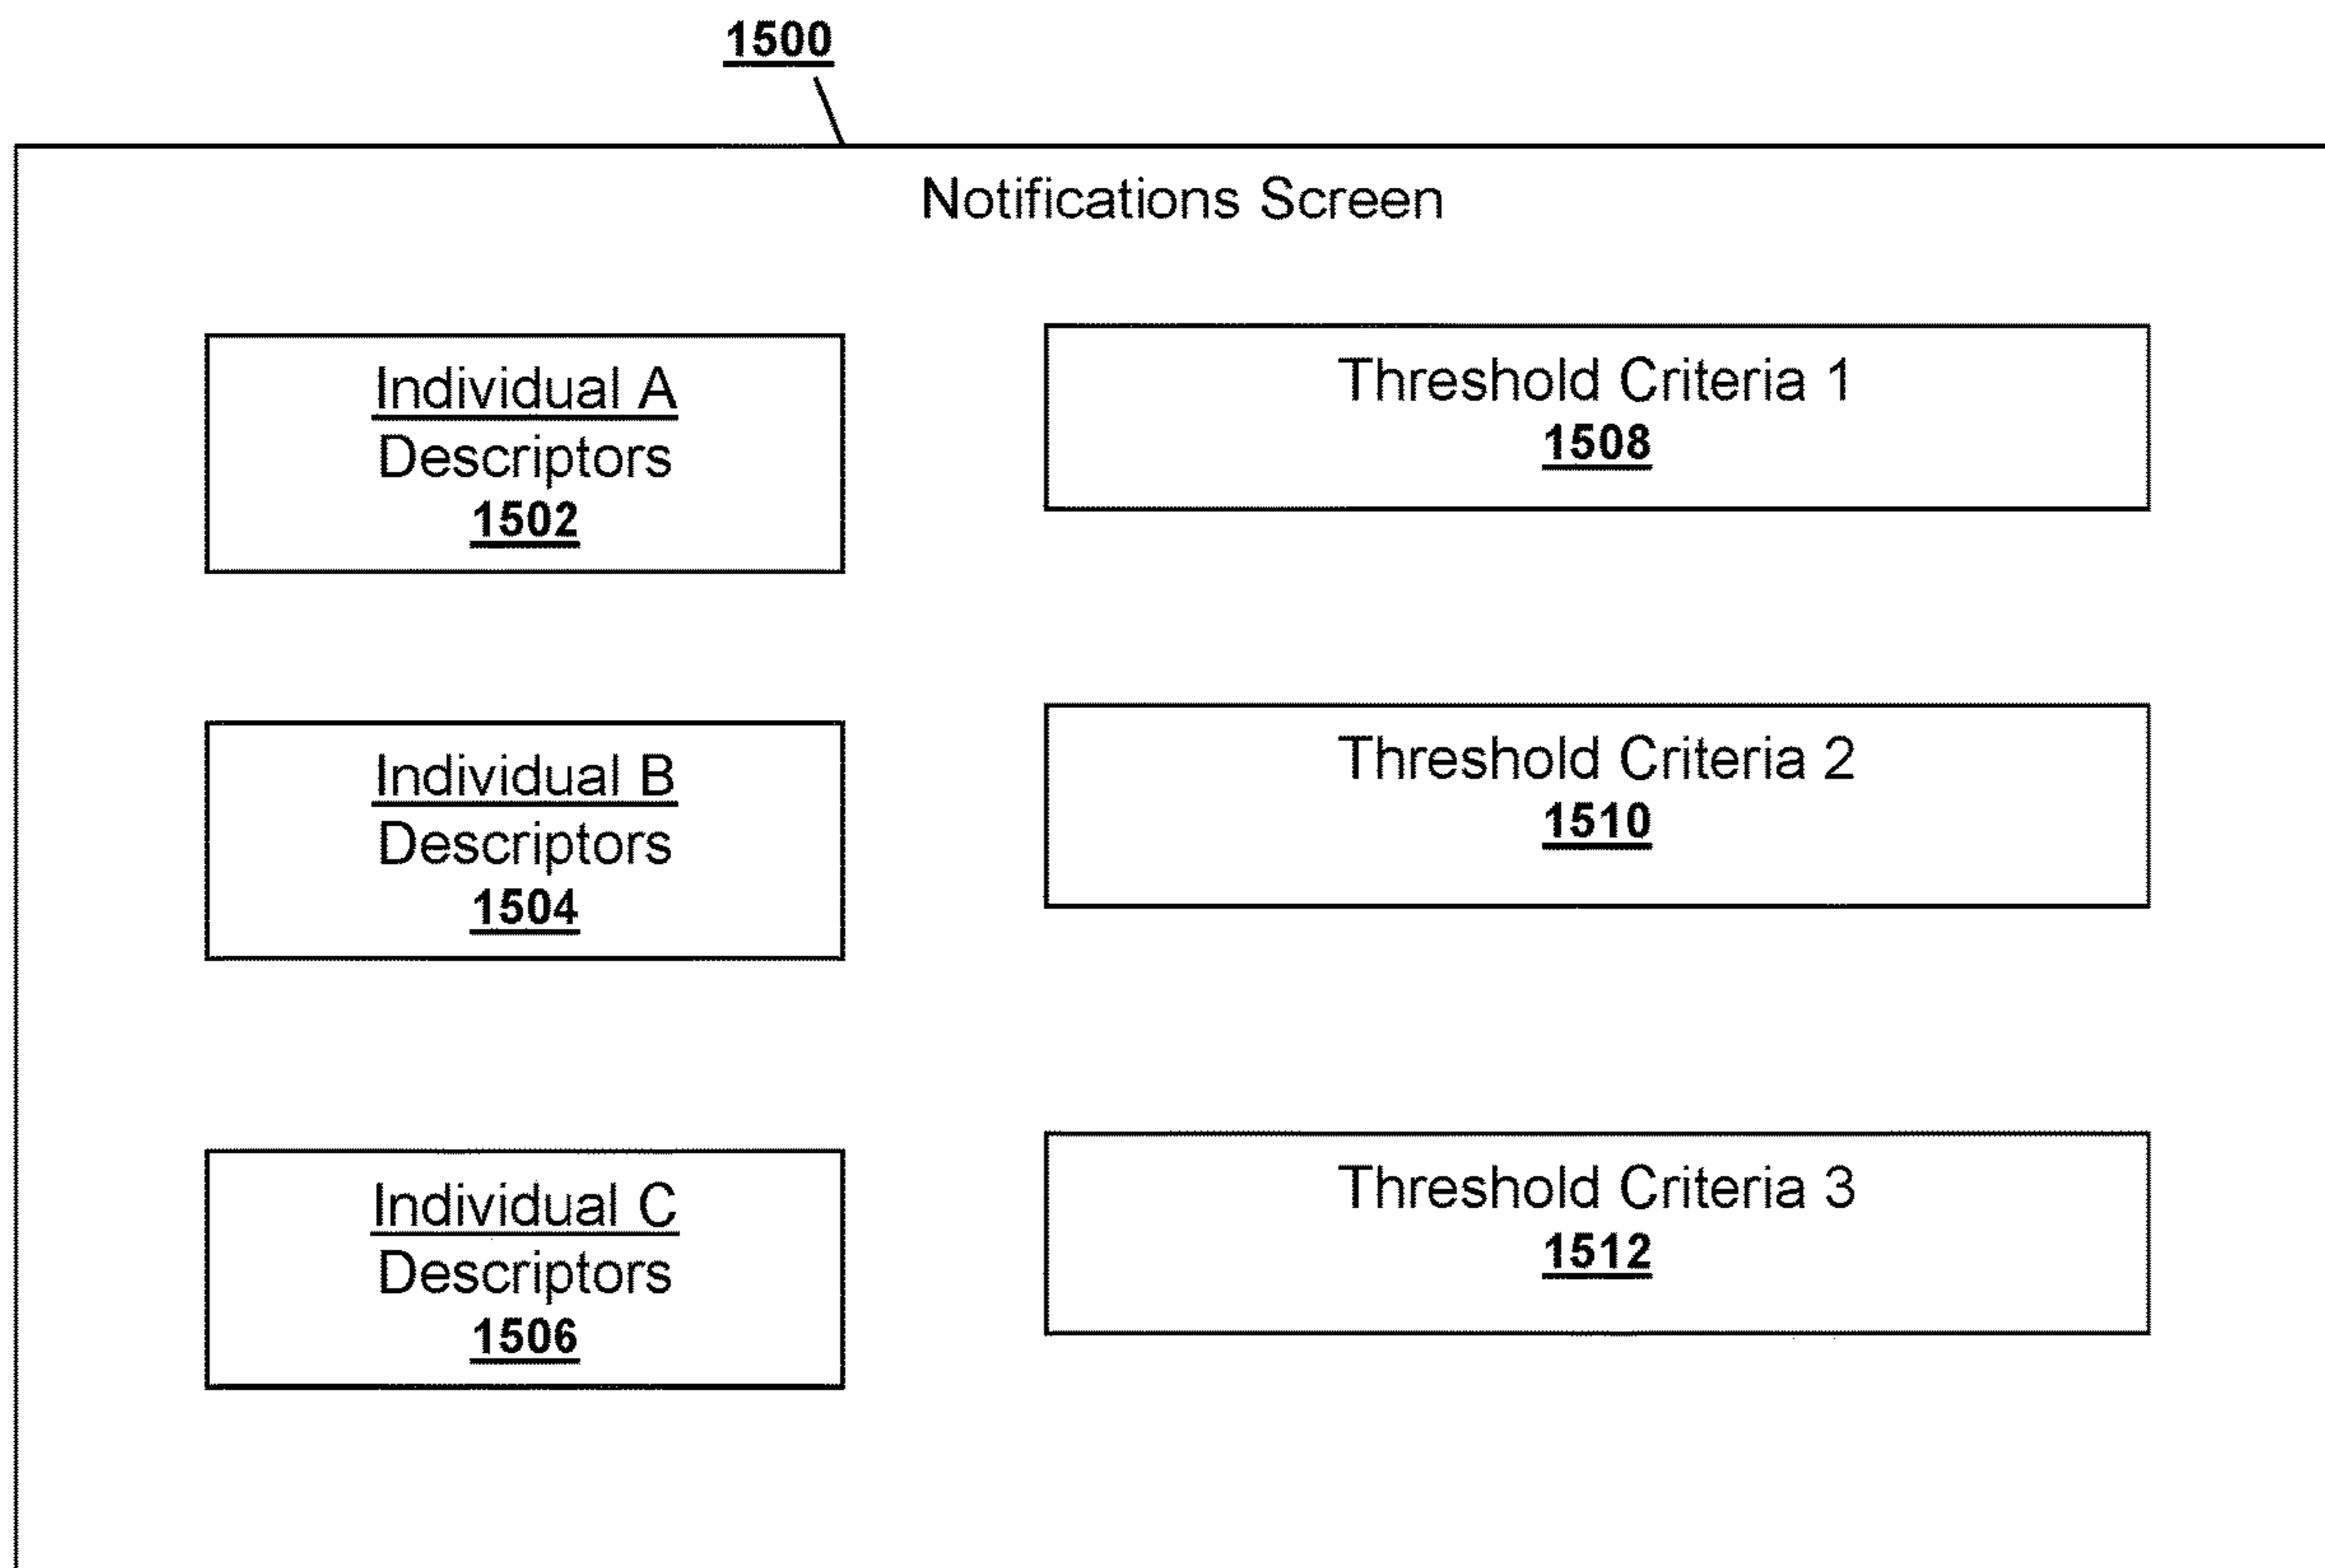 1500
Notifications Screen
Individual A
Descriptors
1502
Threshold Criteria 1
1508
Individual B
Descriptors
1504
Threshold Criteria 2
1510
Individual C
Descriptors
1506
Threshold Criteria 3
1512